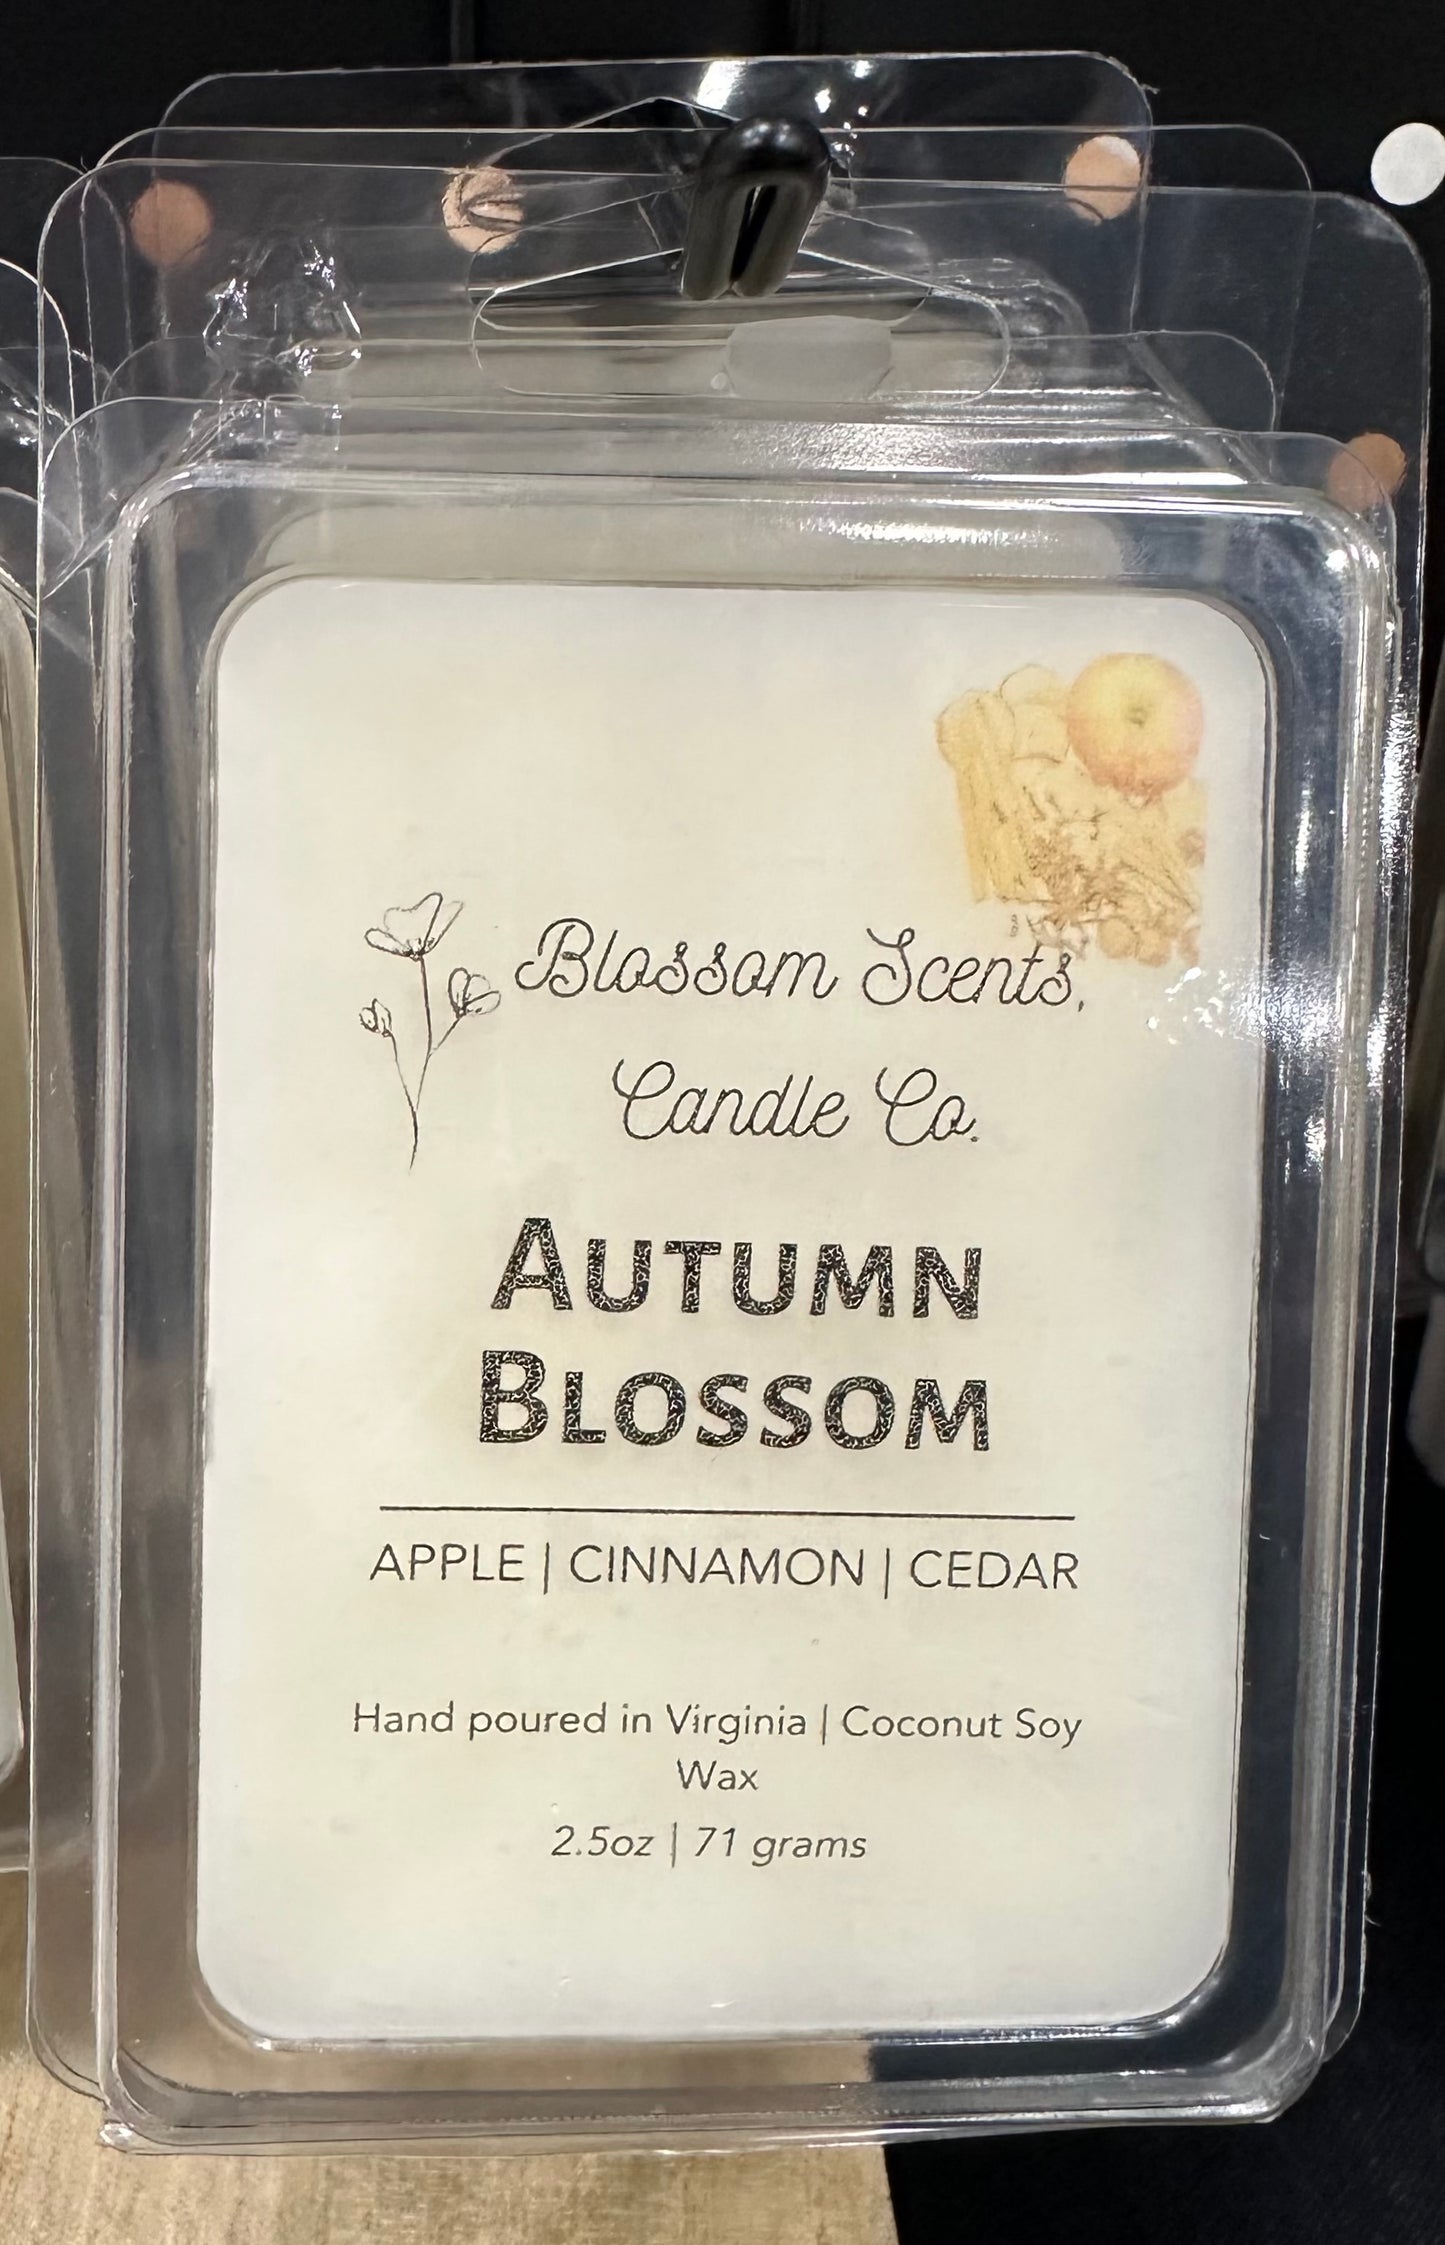 Blossom Scents,
Candle Co.
AUTUMN
BLOSSOM
APPLE | CINNAMON | CEDAR
Hand poured in Virginia | Coconut Soy
Wax
2.5oz | 71 grams